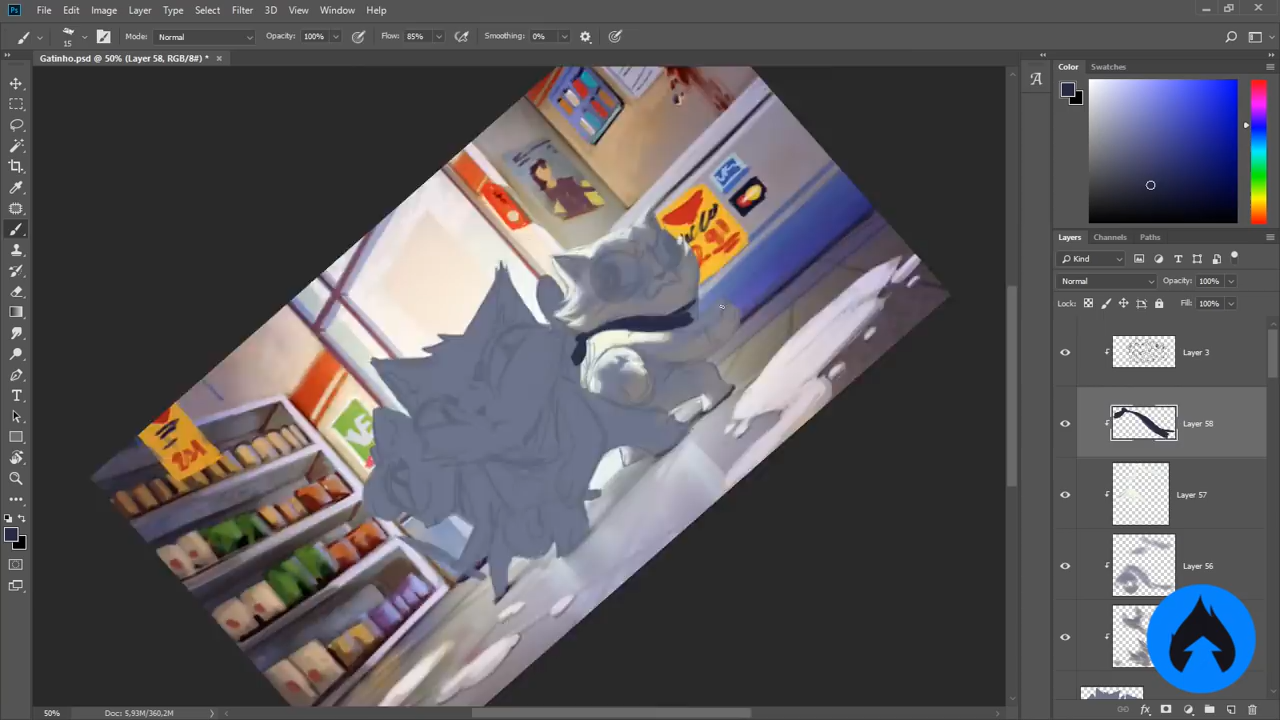 Ps File Edit Image Layer Type Select Filter 3D View Window Help
15 Mode: Normal Opacity: 100% Flow: 85% Smoothing: 0%
Gatinho.psd @ 50% (Layer 58, RGB/8#) * ×
Color Swatches
Layers Channels Paths
Kind
Normal Opacity: 100%
Lock: Fill: 100%
Layer 3
Layer 58
Layer 57
Layer 56
50% Doc: 5,93M/360,2M